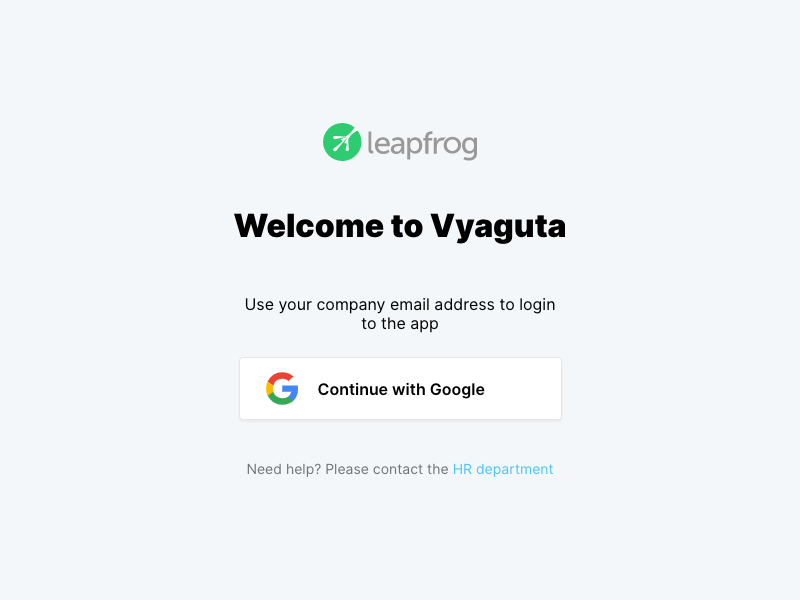 leapfrog
Welcome to Vyaguta
Use your company email address to login
to the app
Continue with Google
Need help? Please contact the HR department